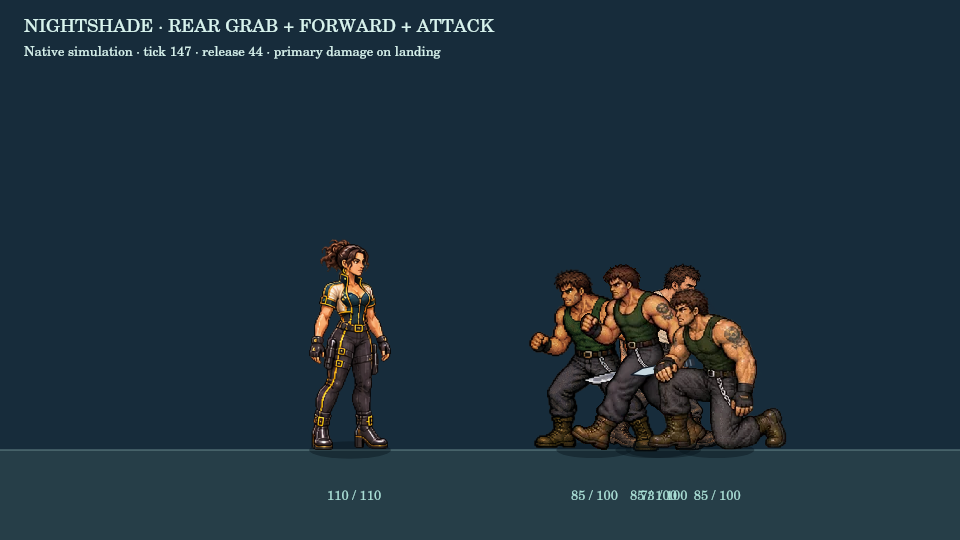 NIGHTSHADE · REAR GRAB + FORWARD + ATTACK
Native simulation · tick 147 · release 44 · primary damage on landing
110 / 110 85 / 100 85 / 100